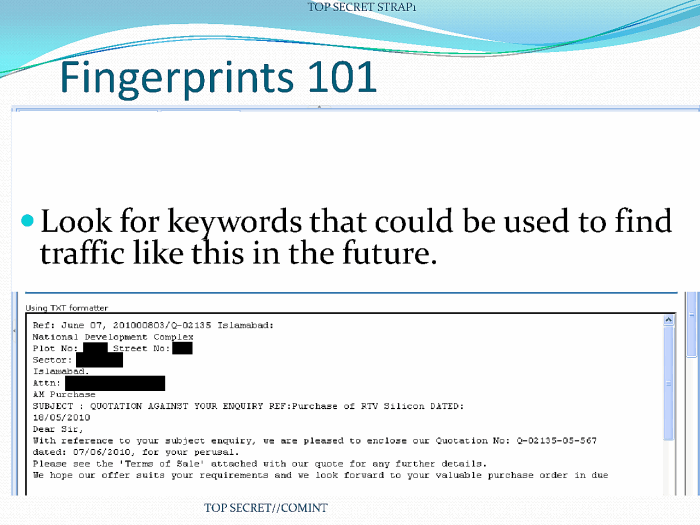 TOP SECRET STRAP1
Fingerprints 101
Look for keywords that could be used to find
traffic like this in the future.
Using TXT formatter
Ref: June 07, 201000803/Q-02135 Islamabad:
National Development Complex
Plot No: Street No:
Sector:
Islamabad.
Attn:
AM Purchase
SUBJECT : QUOTATION AGAINST YOUR ENQUIRY REF:Purchase of RTV Silicon DATED:
18/05/2010
Dear Sir,
With reference to your subject enquiry, we are pleased to enclose our Quotation No: Q-02135-05-567
dated: 07/06/2010, for your perusal.
Please see the 'Terms of Sale' attached with our quote for any further details.
We hope our offer suits your requirements and we look forward to your valuable purchase order in due
TOP SECRET//COMINT